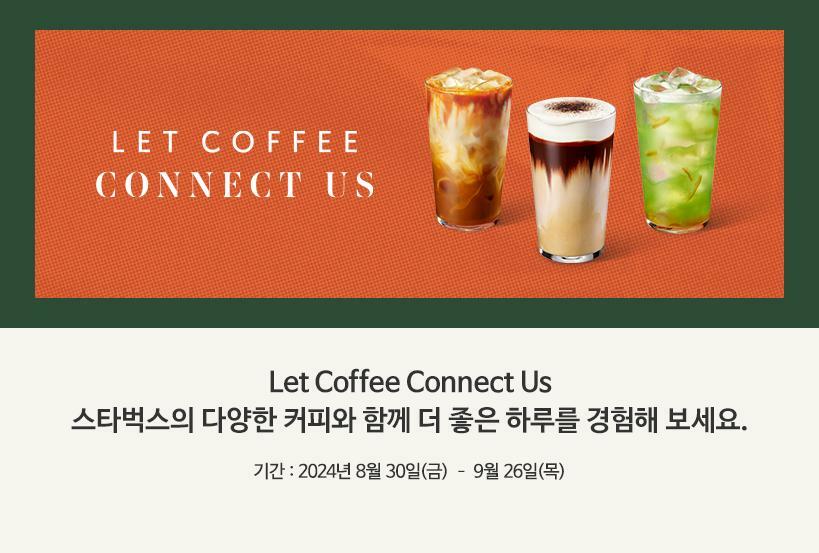 LET COFFEE
CONNECT US
Let Coffee Connect Us
스타벅스의 다양한 커피와 함께 더 좋은 하루를 경험해 보세요.
기간 : 2024년 8월 30일(금) - 9월 26일(목)